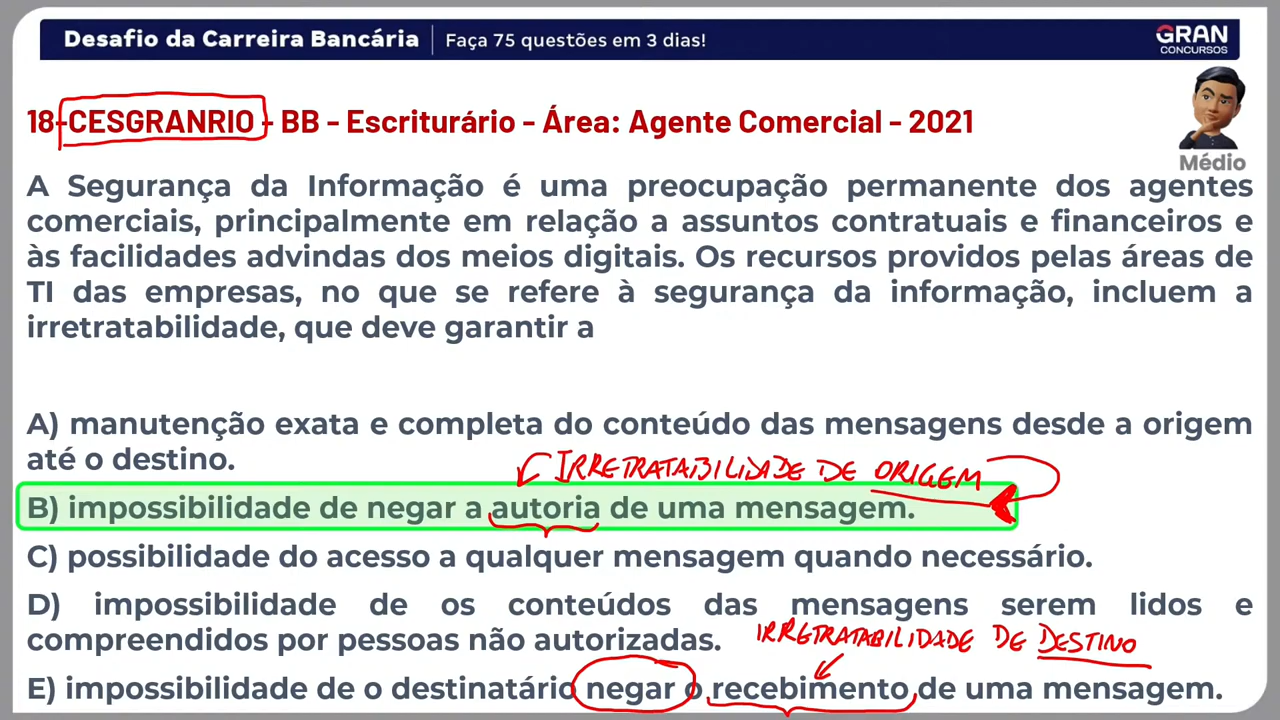 Desafio da Carreira Bancária | Faça 75 questões em 3 dias!
GRAN
CONCURSOS
18-CESGRANRIO - BB - Escriturário - Área: Agente Comercial - 2021
Médio
A Segurança da Informação é uma preocupação permanente dos agentes
comerciais, principalmente em relação a assuntos contratuais e financeiros e
às facilidades advindas dos meios digitais. Os recursos providos pelas áreas de
TI das empresas, no que se refere à segurança da informação, incluem a
irretratabilidade, que deve garantir a
A) manutenção exata e completa do conteúdo das mensagens desde a origem
até o destino.
IRRETRATABILIDADE DE ORIGEM
B) impossibilidade de negar a autoria de uma mensagem.
C) possibilidade do acesso a qualquer mensagem quando necessário.
D) impossibilidade de os conteúdos das mensagens serem lidos e
compreendidos por pessoas não autorizadas.
IRRETRATABILIDADE DE DESTINO
E) impossibilidade de o destinatário negar o recebimento de uma mensagem.